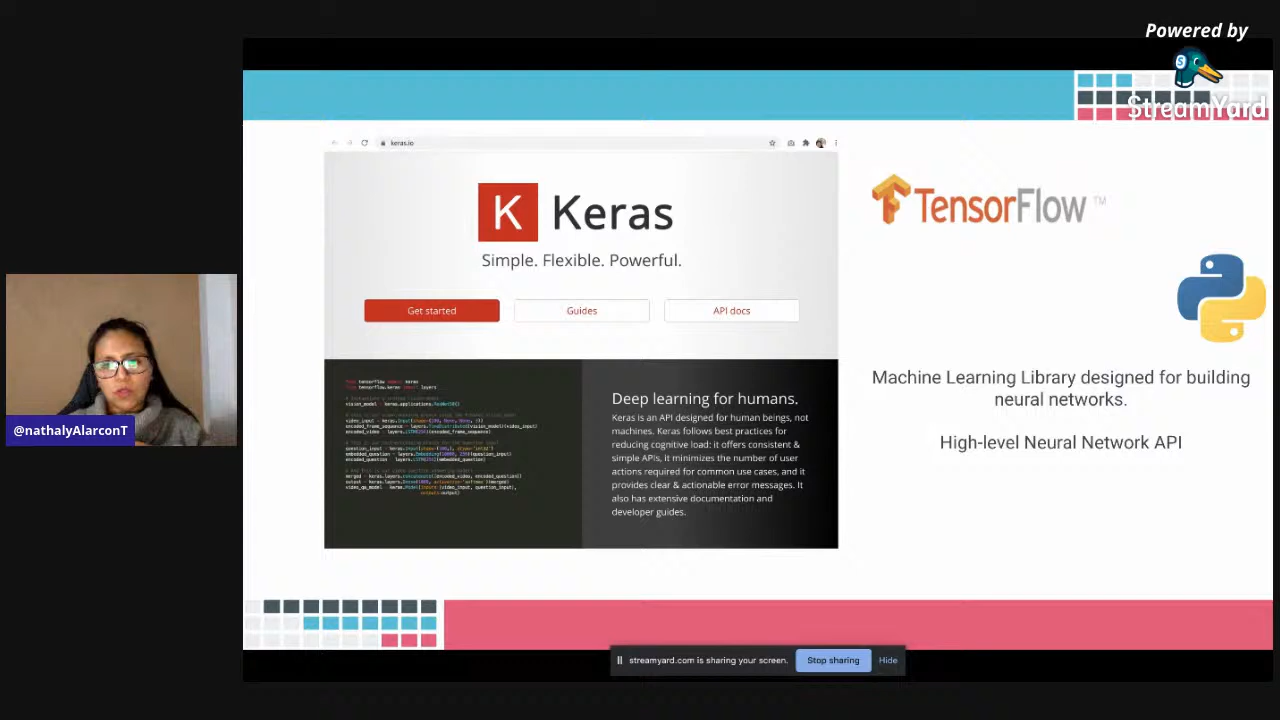 Powered by
StreamYard
keras.io
K Keras
Simple. Flexible. Powerful.
Get started
Guides
API docs
Deep learning for humans.
Keras is an API designed for human beings, not
machines. Keras follows best practices for
reducing cognitive load: it offers consistent &
simple APIs, it minimizes the number of user
actions required for common use cases, and it
provides clear & actionable error messages. It
also has extensive documentation and
developer guides.
TensorFlow™
Machine Learning Library designed for building
neural networks.
High-level Neural Network API
@nathalyAlarconT
streamyard.com is sharing your screen.
Stop sharing
Hide